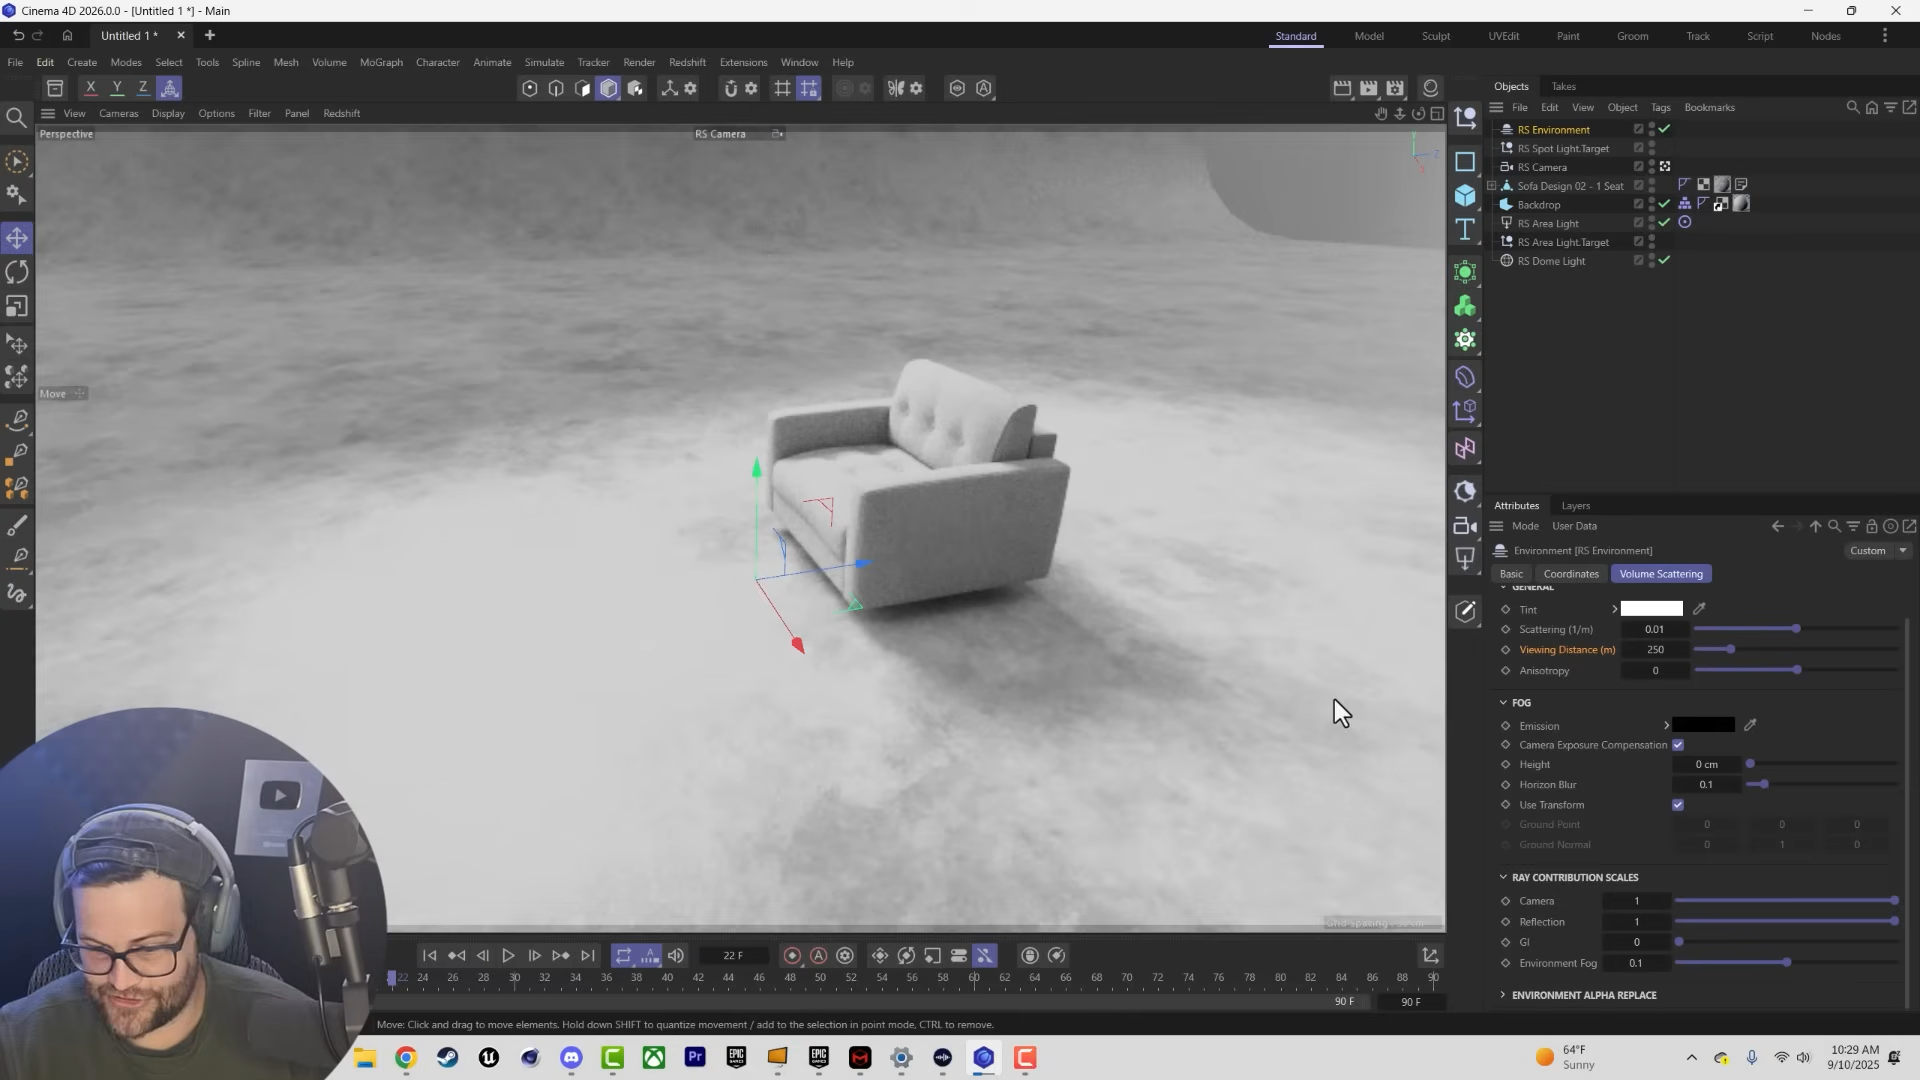 Cinema 4D 2026.0.0 - [Untitled 1 *] - Main
Untitled 1 *
Standard Model Sculpt UVEdit Paint Groom Track Script Nodes
File Edit Create Modes Select Tools Spline Mesh Volume MoGraph Character Animate Simulate Tracker Render Redshift Extensions Window Help
X Y Z
Objects Takes
File Edit View Object Tags Bookmarks
View Cameras Display Options Filter Panel Redshift
Perspective
RS Camera
RS Environment
RS Spot Light.Target
RS Camera
Sofa Design 02 - 1 Seat
Backdrop
RS Area Light
RS Area Light.Target
RS Dome Light
Move
Attributes Layers
Mode User Data
Environment [RS Environment]
Custom
Basic Coordinates Volume Scattering
GENERAL
Tint
Scattering (1/m) 0.01
Viewing Distance (m) 250
Anisotropy 0
FOG
Emission
Camera Exposure Compensation
Height 0 cm
Horizon Blur 0.1
Use Transform
Ground Point 0 0 0
Ground Normal 0 1 0
RAY CONTRIBUTION SCALES
Camera 1
Reflection 1
GI 0
Environment Fog 0.1
ENVIRONMENT ALPHA REPLACE
22 F
22 24 26 28 30 32 34 36 38 40 42 44 46 48 50 52 54 56 58 60 62 64 66 68 70 72 74 76 78 80 82 84 86 88 90
90 F 90 F
Move: Click and drag to move elements. Hold down SHIFT to quantize movement / add to the selection in point mode, CTRL to remove.
64°F
Sunny
10:29 AM
9/10/2025